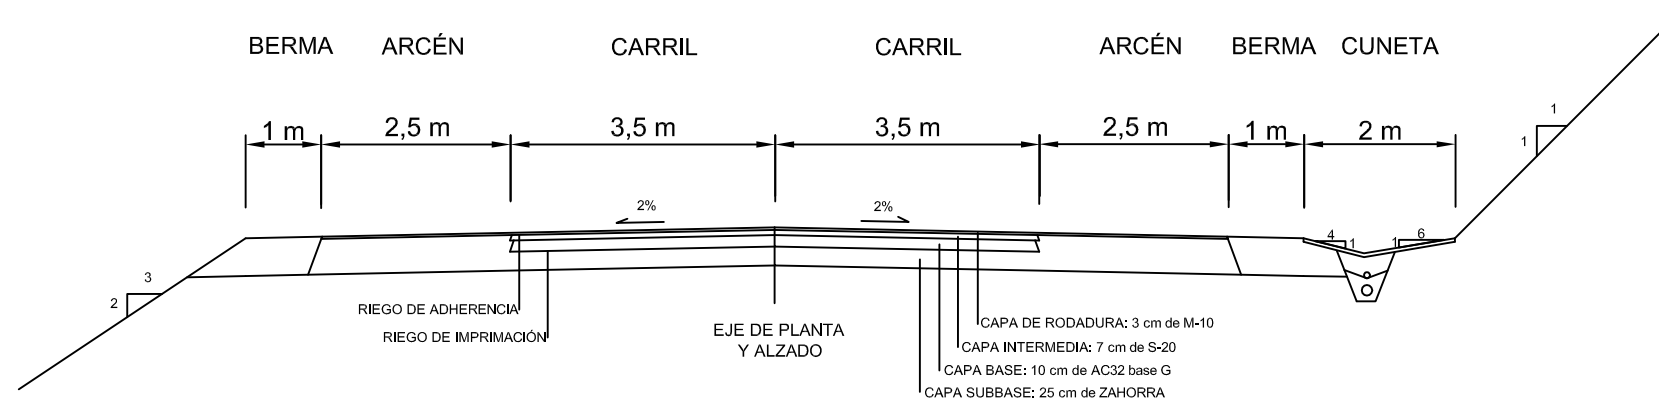 BERMA ARCÉN CARRIL CARRIL ARCÉN BERMA CUNETA
1 m 2,5 m 3,5 m 3,5 m 2,5 m 1 m 2 m
1
1
2% 2%
4 1 1 6
3
2
RIEGO DE ADHERENCIA
RIEGO DE IMPRIMACIÓN
EJE DE PLANTA
Y ALZADO
CAPA DE RODADURA: 3 cm de M-10
CAPA INTERMEDIA: 7 cm de S-20
CAPA BASE: 10 cm de AC32 base G
CAPA SUBBASE: 25 cm de ZAHORRA